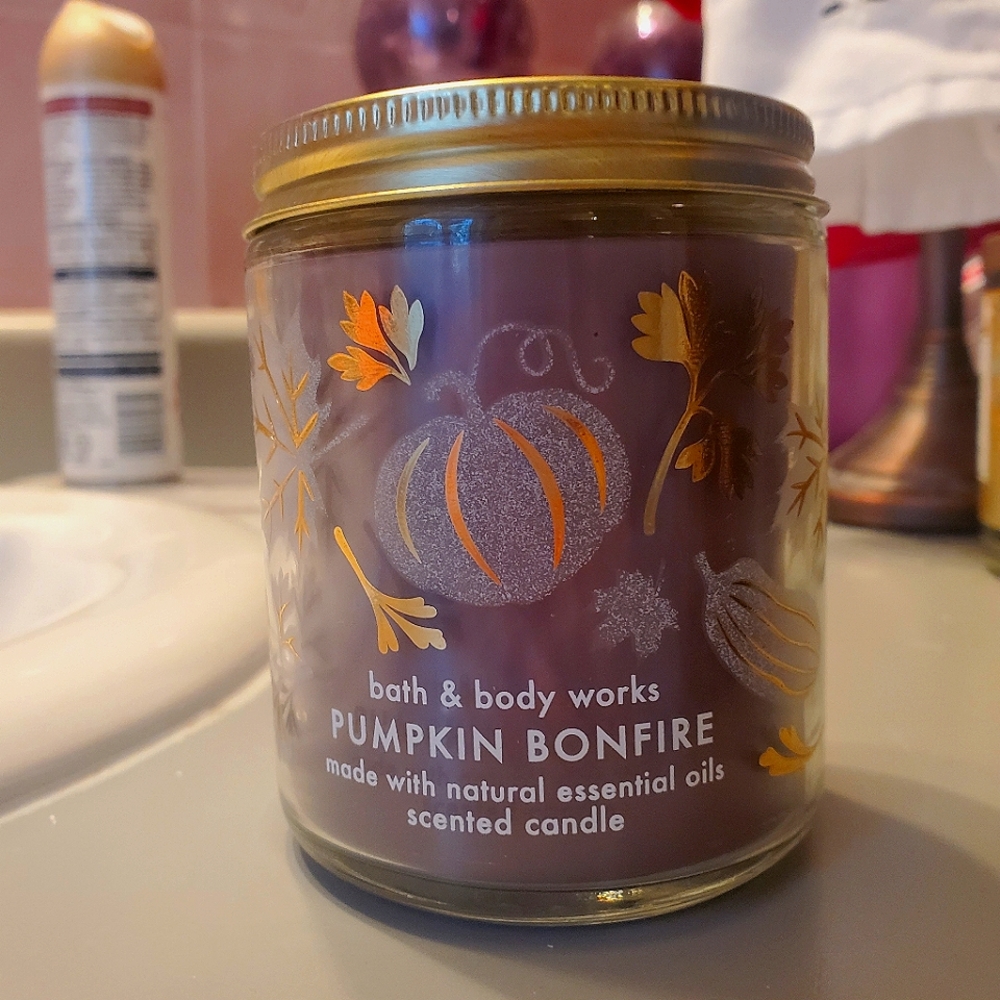 bath & body works
PUMPKIN BONFIRE
made with natural essential oils
scented candle